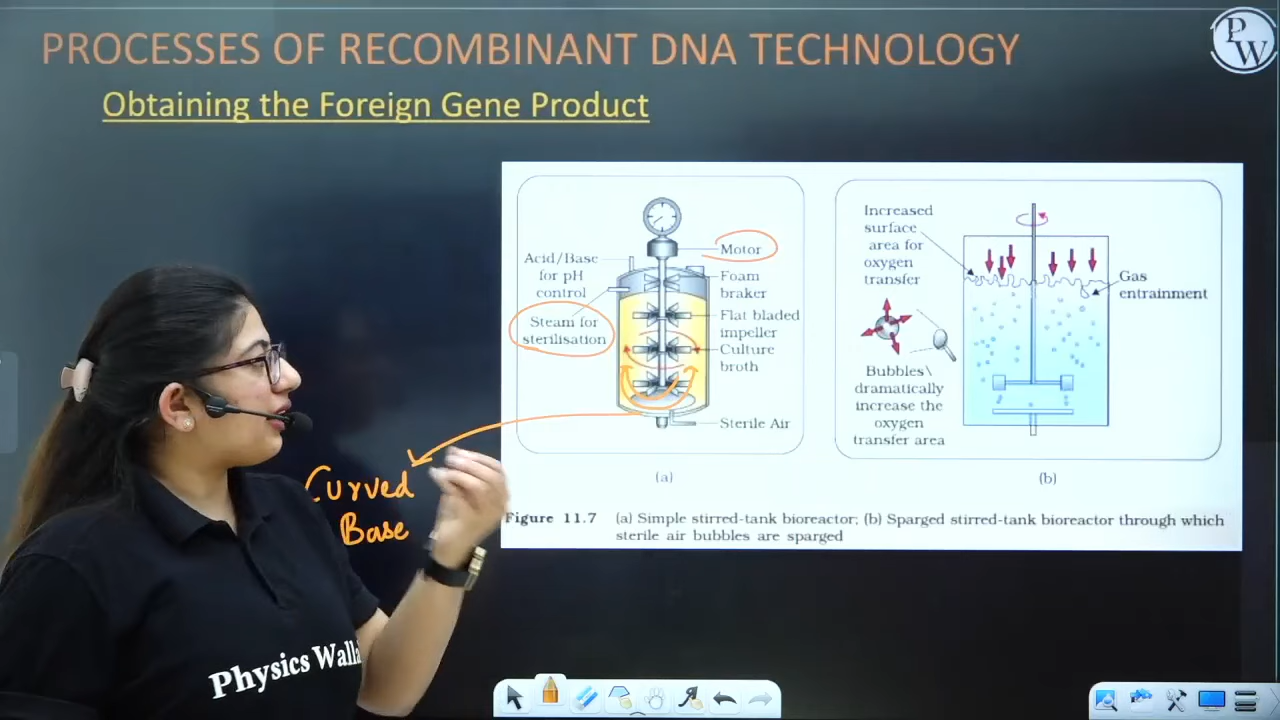 PROCESSES OF RECOMBINANT DNA TECHNOLOGY
PW
Obtaining the Foreign Gene Product
Acid/Base
for pH
control
Steam for
sterilisation
Motor
Foam
braker
Flat bladed
impeller
Culture
broth
Sterile Air
(a)
Increased
surface
area for
oxygen
transfer
Gas
entrainment
Bubbles\
dramatically
increase the
oxygen
transfer area
(b)
Curved
Base
Figure 11.7 (a) Simple stirred-tank bioreactor; (b) Sparged stirred-tank bioreactor through which
sterile air bubbles are sparged
Physics Walla